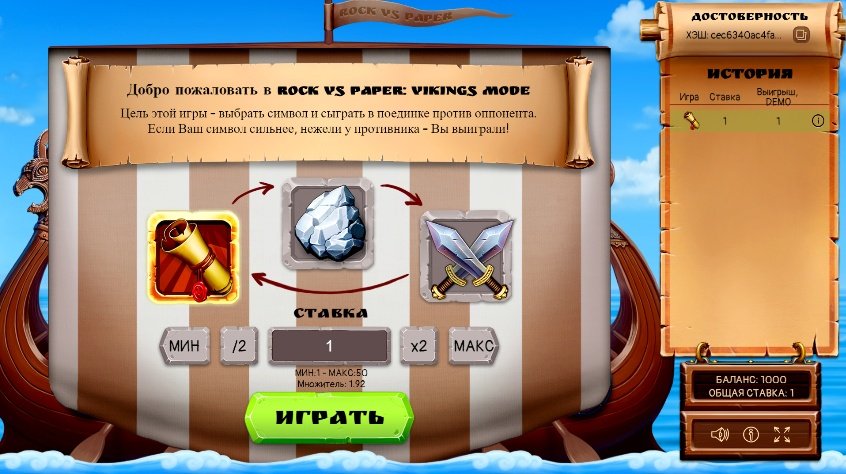 ROCK VS PAPER
Добро пожаловать в ROCK VS PAPER: VIKINGS MODE
Цель этой игры - выбрать символ и сыграть в поединке против оппонента.
Если Ваш символ сильнее, нежели у противника - Вы выиграли!
СТАВКА
МИН
/2
1
x2
МАКС
МИН:1 - МАКС:50
Множитель: 1.92
ИГРАТЬ
ДОСТОВЕРНОСТЬ
ХЭШ: cec6340ac4fa...
ИСТОРИЯ
Игра Ставка Выигрыш,
DEMO
1 1
БАЛАНС: 1000
ОБЩАЯ СТАВКА: 1